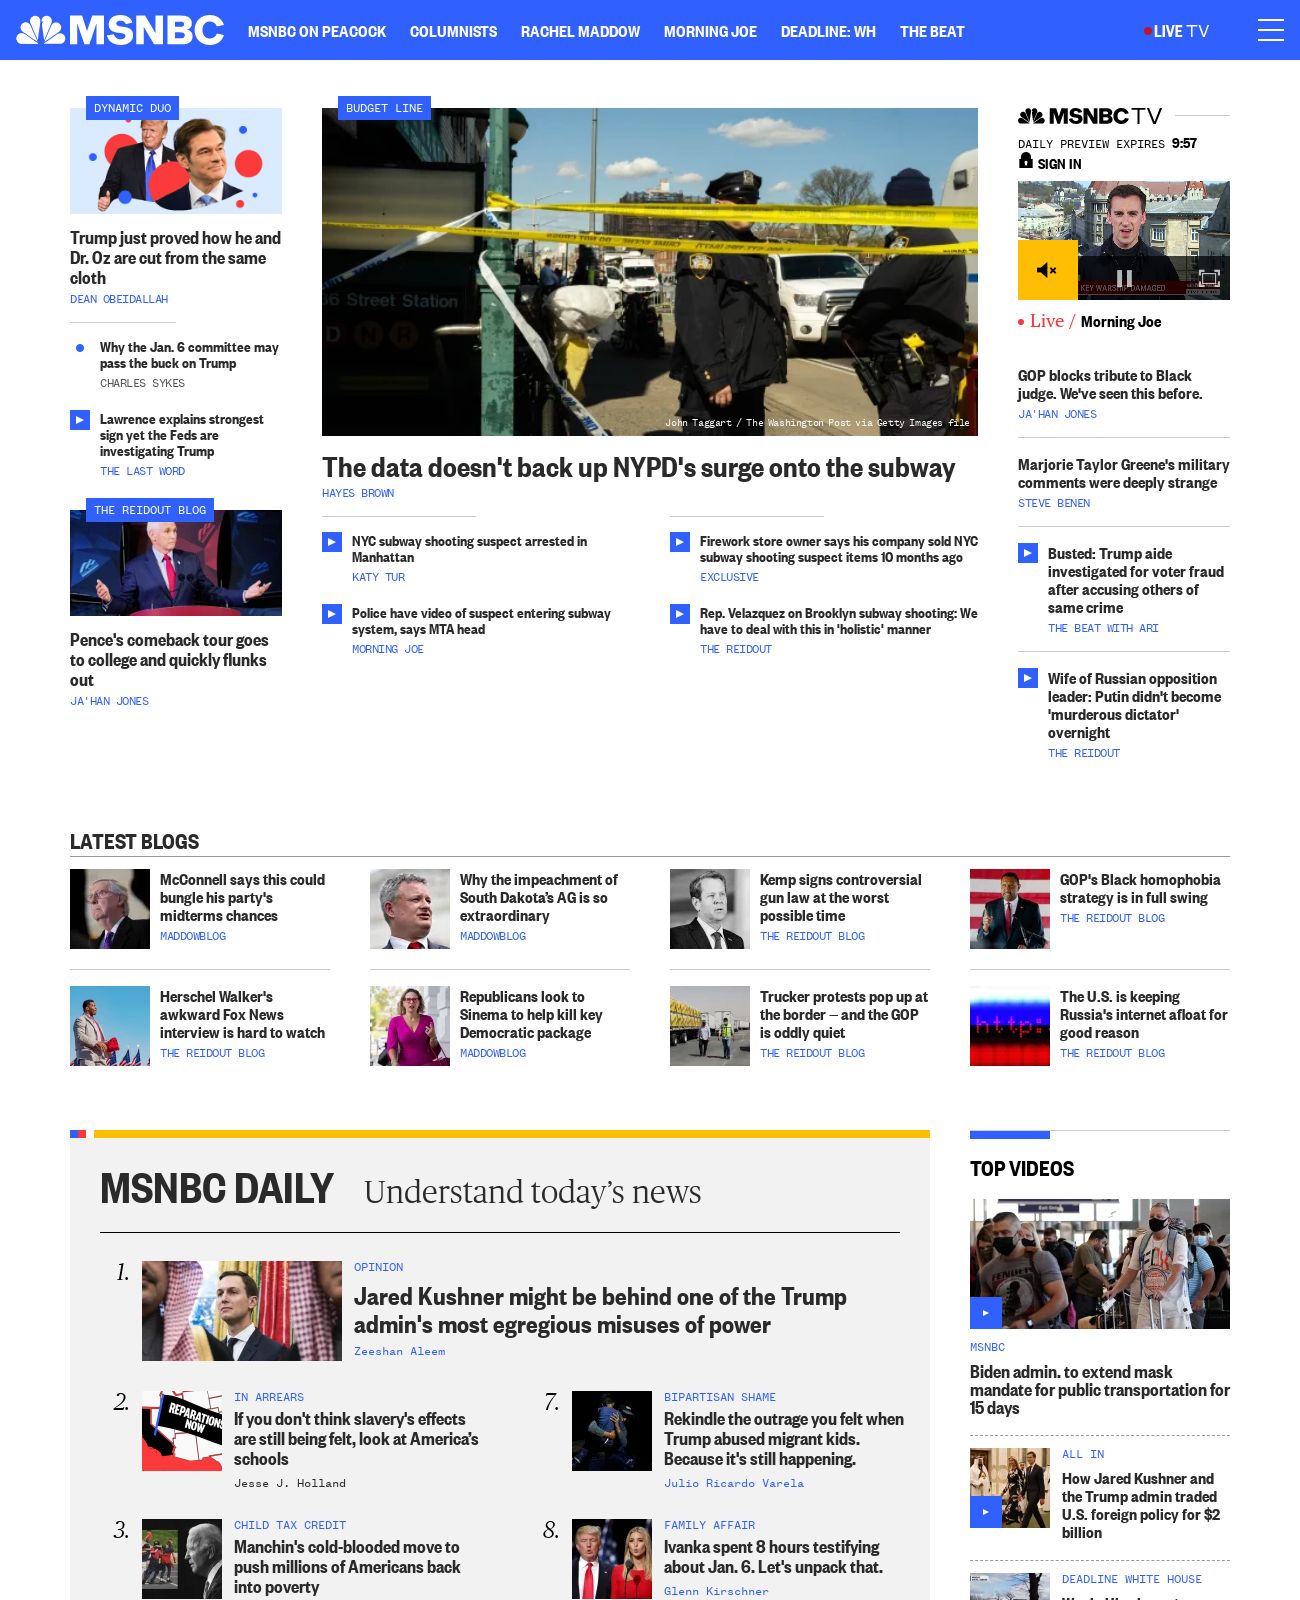 MSNBC
MSNBC ON PEACOCK
COLUMNISTS
RACHEL MADDOW
MORNING JOE
DEADLINE: WH
THE BEAT
LIVE TV
DYNAMIC DUO
Trump just proved how he and
Dr. Oz are cut from the same
cloth
DEAN OBEIDALLAH
Why the Jan. 6 committee may
pass the buck on Trump
CHARLES SYKES
Lawrence explains strongest
sign yet the Feds are
investigating Trump
THE LAST WORD
THE REIDOUT BLOG
Pence's comeback tour goes
to college and quickly flunks
out
JA'HAN JONES
BUDGET LINE
36 Street Station
D N R
John Taggart / The Washington Post via Getty Images file
The data doesn't back up NYPD's surge onto the subway
HAYES BROWN
NYC subway shooting suspect arrested in
Manhattan
KATY TUR
Police have video of suspect entering subway
system, says MTA head
MORNING JOE
Firework store owner says his company sold NYC
subway shooting suspect items 10 months ago
EXCLUSIVE
Rep. Velazquez on Brooklyn subway shooting: We
have to deal with this in 'holistic' manner
THE REIDOUT
MSNBC TV
DAILY PREVIEW EXPIRES 9:57
SIGN IN
KEY WARSHIP DAMAGED
Live / Morning Joe
GOP blocks tribute to Black
judge. We've seen this before.
JA'HAN JONES
Marjorie Taylor Greene's military
comments were deeply strange
STEVE BENEN
Busted: Trump aide
investigated for voter fraud
after accusing others of
same crime
THE BEAT WITH ARI
Wife of Russian opposition
leader: Putin didn't become
'murderous dictator'
overnight
THE REIDOUT
LATEST BLOGS
McConnell says this could
bungle his party's
midterms chances
MADDOWBLOG
Why the impeachment of
South Dakota's AG is so
extraordinary
MADDOWBLOG
Kemp signs controversial
gun law at the worst
possible time
THE REIDOUT BLOG
GOP's Black homophobia
strategy is in full swing
THE REIDOUT BLOG
Herschel Walker's
awkward Fox News
interview is hard to watch
THE REIDOUT BLOG
Republicans look to
Sinema to help kill key
Democratic package
MADDOWBLOG
Trucker protests pop up at
the border — and the GOP
is oddly quiet
THE REIDOUT BLOG
http:
The U.S. is keeping
Russia's internet afloat for
good reason
THE REIDOUT BLOG
MSNBC DAILY
Understand today's news
1.
OPINION
Jared Kushner might be behind one of the Trump
admin's most egregious misuses of power
Zeeshan Aleem
2.
REPARATIONS
NOW
IN ARREARS
If you don't think slavery's effects
are still being felt, look at America's
schools
Jesse J. Holland
3.
CHILD TAX CREDIT
Manchin's cold-blooded move to
push millions of Americans back
into poverty
7.
BIPARTISAN SHAME
Rekindle the outrage you felt when
Trump abused migrant kids.
Because it's still happening.
Julio Ricardo Varela
8.
FAMILY AFFAIR
Ivanka spent 8 hours testifying
about Jan. 6. Let's unpack that.
Glenn Kirschner
TOP VIDEOS
MSNBC
Biden admin. to extend mask
mandate for public transportation for
15 days
ALL IN
How Jared Kushner and
the Trump admin traded
U.S. foreign policy for $2
billion
DEADLINE WHITE HOUSE